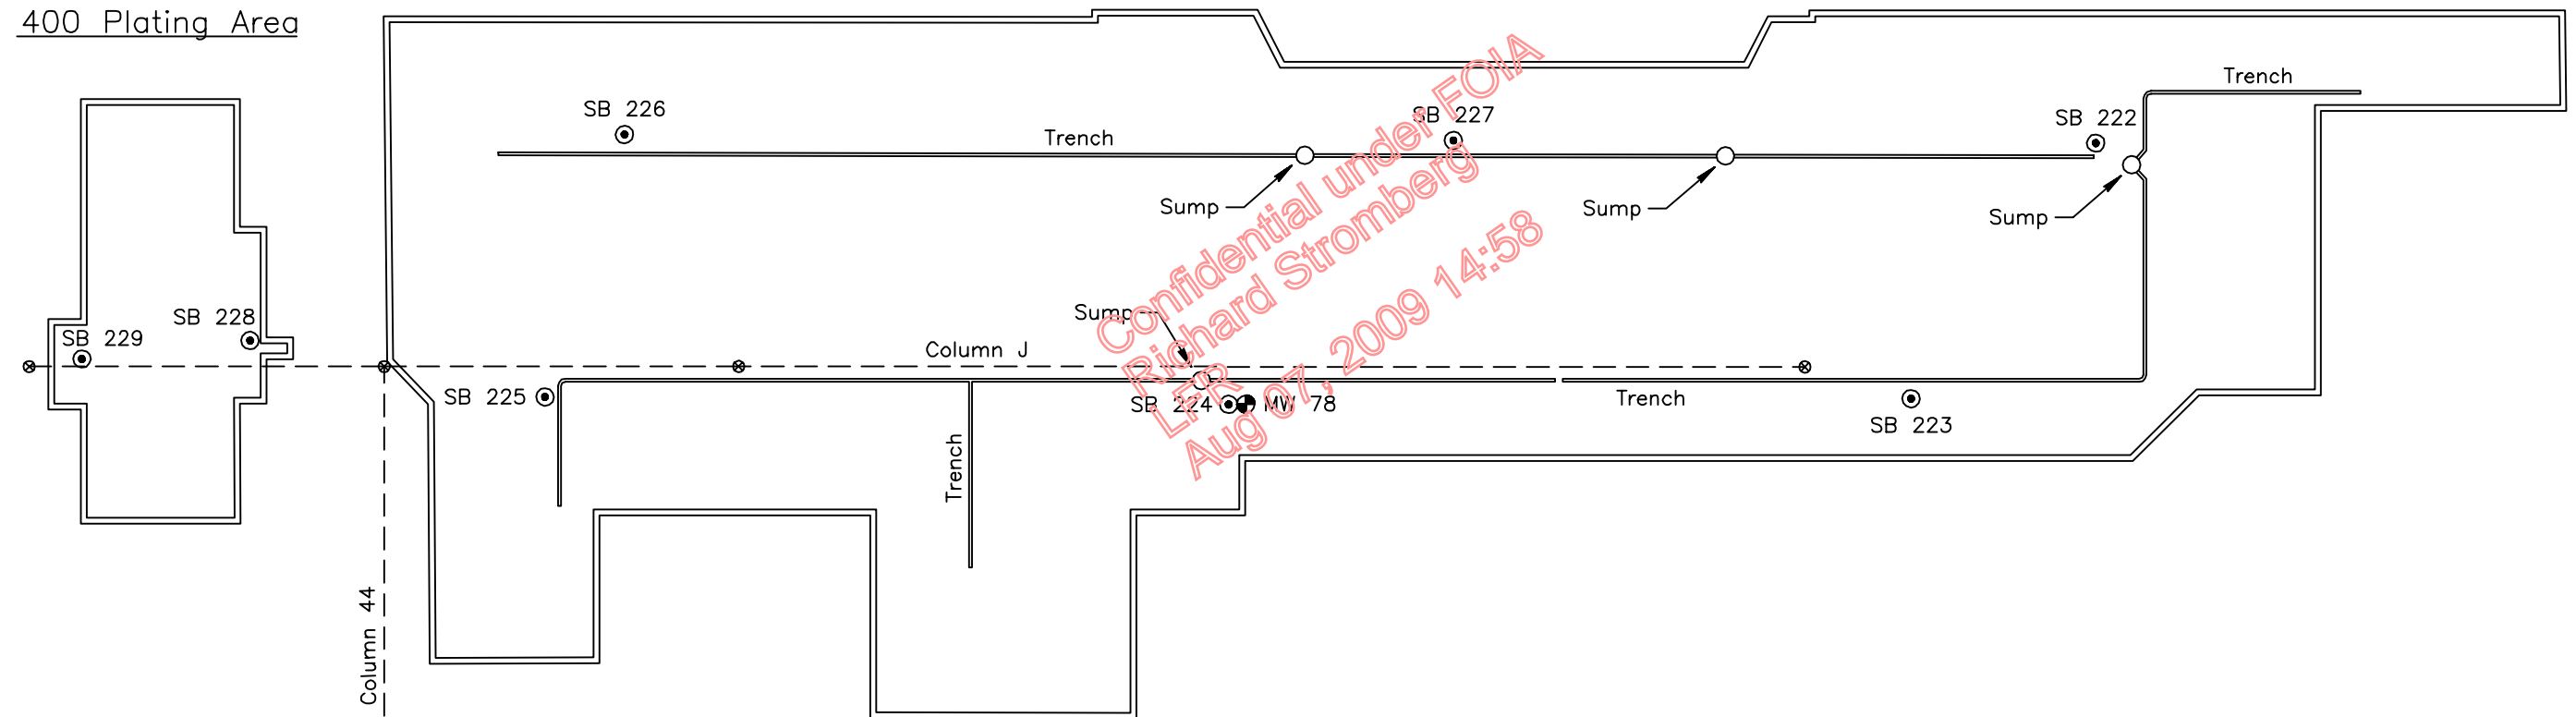 400 Plating Area
Trench
SB 226
SB 227
SB 222
Trench
Sump
Sump
Sump
SB 228
SB 229
Sump
Column J
SB 225
SB 224
MW 78
Trench
SB 223
Trench
Column 44
Confidential under FOIA
Richard Stromberg
LFR
Aug 07, 2009 14:58